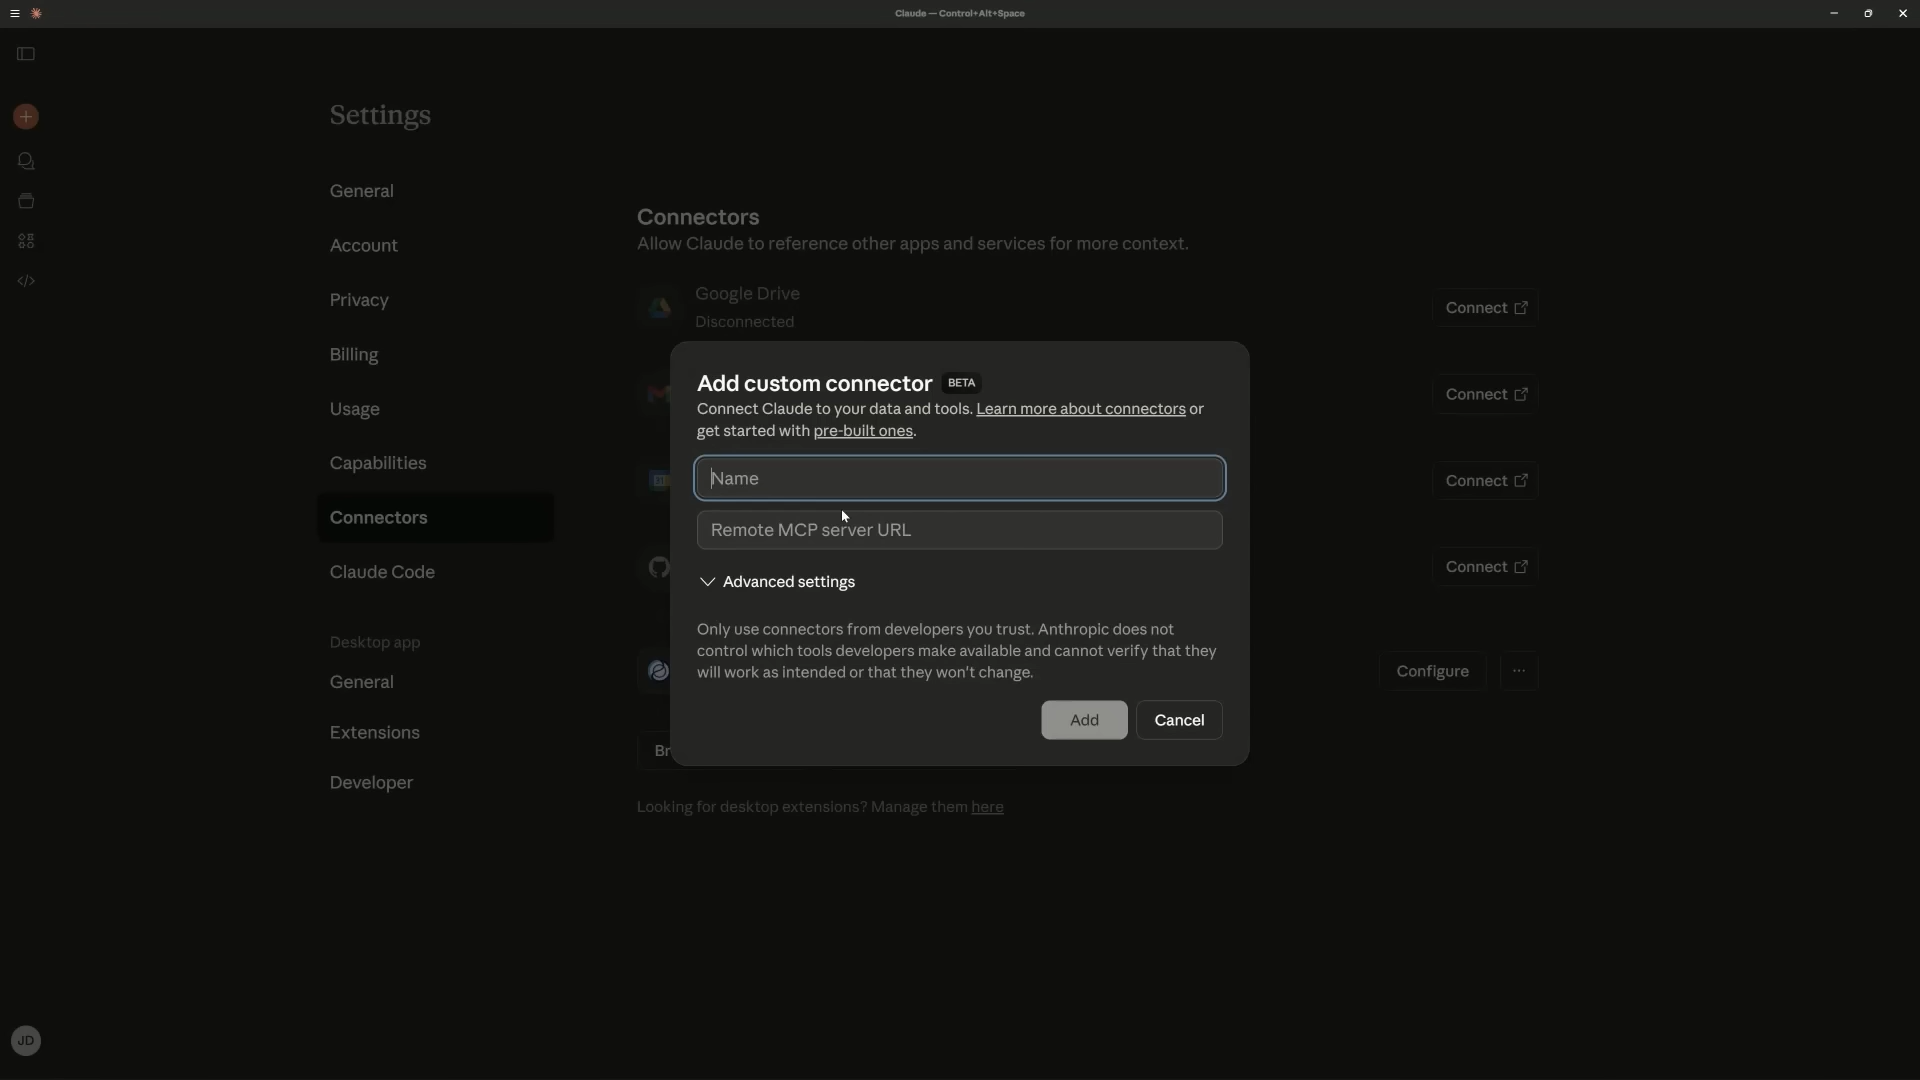 Claude — Control+Alt+Space
Settings
General
Account
Privacy
Billing
Usage
Capabilities
Connectors
Claude Code
Desktop app
General
Extensions
Developer
Connectors
Allow Claude to reference other apps and services for more context.
Google Drive
Disconnected
Connect
Connect
Connect
Connect
Configure
Br
Looking for desktop extensions? Manage them here
Add custom connector BETA
Connect Claude to your data and tools. Learn more about connectors or
get started with pre-built ones.
Name
Remote MCP server URL
Advanced settings
Only use connectors from developers you trust. Anthropic does not
control which tools developers make available and cannot verify that they
will work as intended or that they won't change.
Add
Cancel
JD